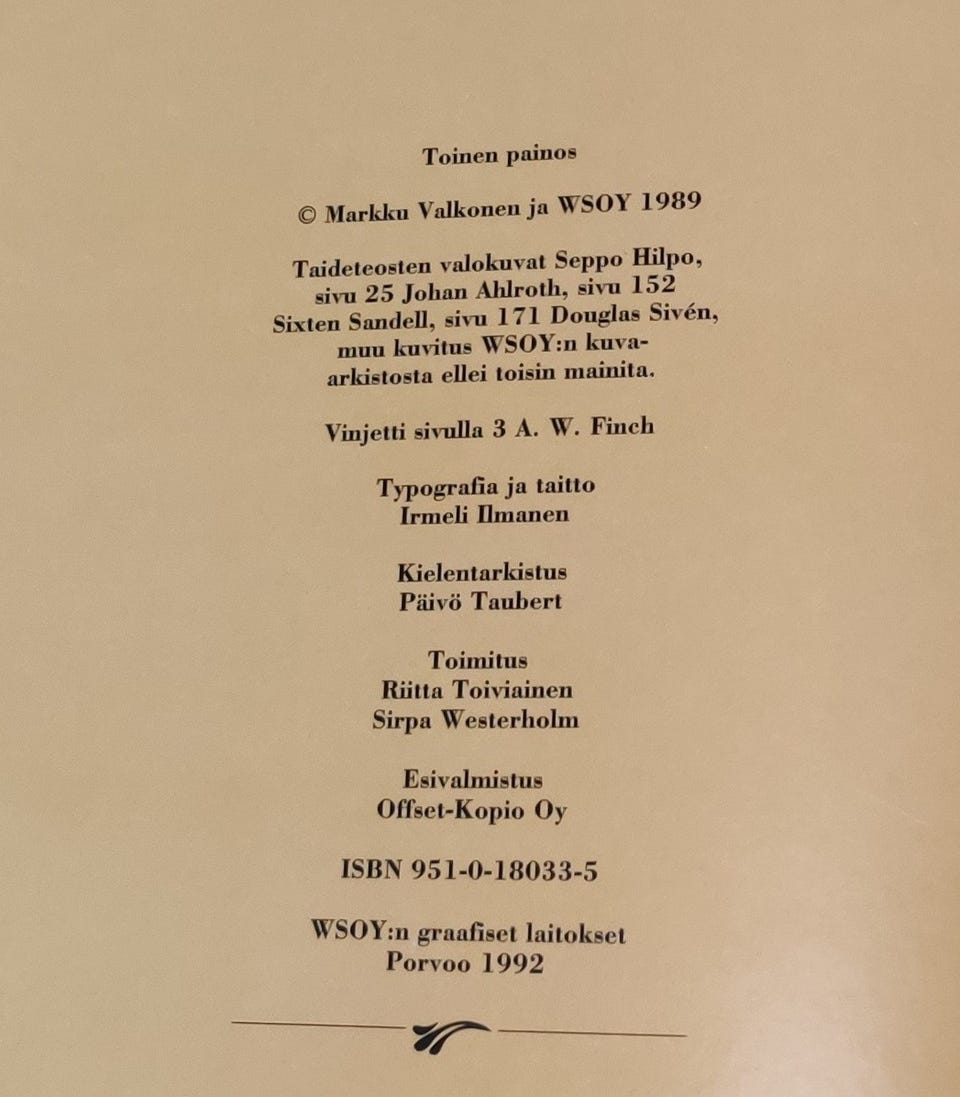 Toinen painos
© Markku Valkonen ja WSOY 1989
Taideteosten valokuvat Seppo Hilpo,
sivu 25 Johan Ahlroth, sivu 152
Sixten Sandell, sivu 171 Douglas Sivén,
muu kuvitus WSOY:n kuva-
arkistosta ellei toisin mainita.
Vinjetti sivulla 3 A. W. Finch
Typografia ja taitto
Irmeli Ilmanen
Kielentarkistus
Päivö Taubert
Toimitus
Riitta Toiviainen
Sirpa Westerholm
Esivalmistus
Offset-Kopio Oy
ISBN 951-0-18033-5
WSOY:n graafiset laitokset
Porvoo 1992